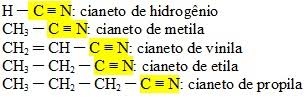 H — C ≡ N: cianeto de hidrogênio
CH₃ — C ≡ N: cianeto de metila
CH₂ = CH — C ≡ N: cianeto de vinila
CH₃ — CH₂ — C ≡ N: cianeto de etila
CH₃ — CH₂ — CH₂ — C ≡ N: cianeto de propila